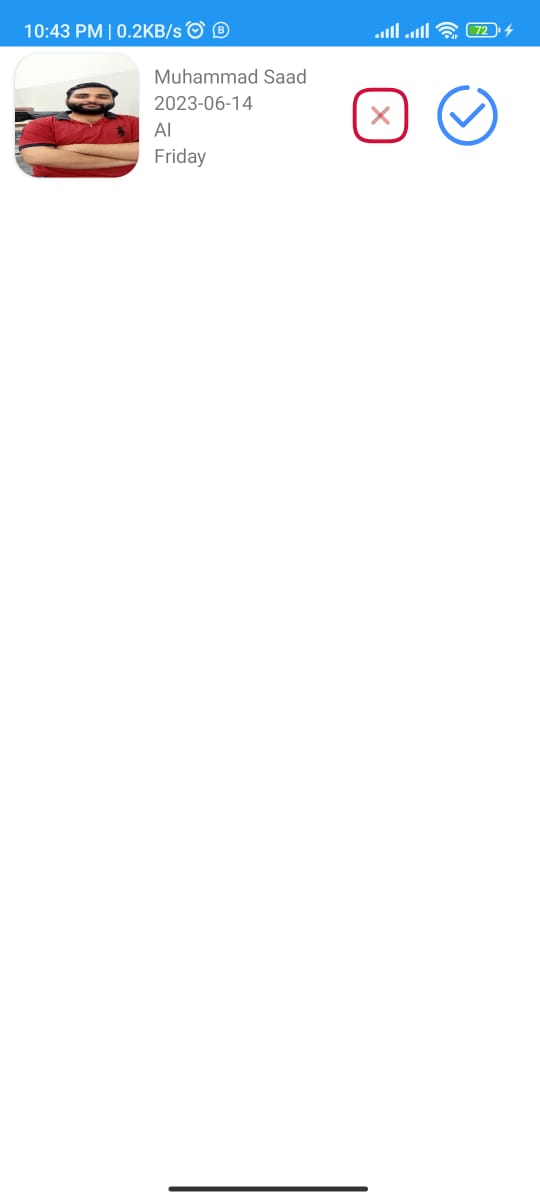 10:43 PM | 0.2KB/s B 72
Muhammad Saad
2023-06-14
AI
Friday